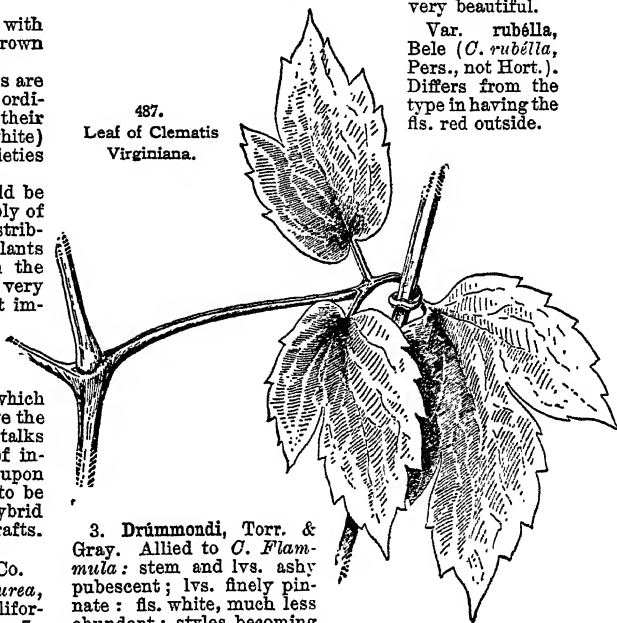 with
rown
s are
ordi-
their
hite)
ieties
ld be
ly of
strib-
lants
n the
very
t im-
which
e the
talks
of in-
upon
to be
ybrid
rafts.
Co.
urea,
lifor-
487.
Leaf of Clematis
Virginiana.
3. Drúmmondi, Torr. &
Gray. Allied to C. Flam-
mula: stem and lvs. ashy
pubescent; lvs. finely pin-
nate: fls. white, much less
abundant: styles becoming
very beautiful.
Var. rubélla,
Bele (C. rubélla,
Pers., not Hort.).
Differs from the
type in having the
fls. red outside.